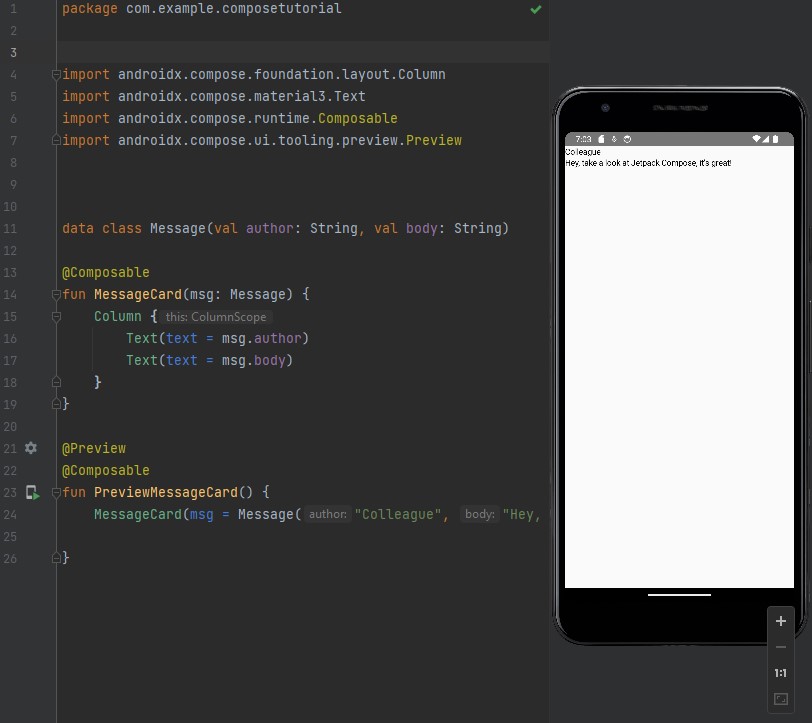 1 package com.example.composetutorial
2
3
4 import androidx.compose.foundation.layout.Column
5 import androidx.compose.material3.Text
6 import androidx.compose.runtime.Composable
7 import androidx.compose.ui.tooling.preview.Preview
8
9
10
11 data class Message(val author: String, val body: String)
12
13 @Composable
14 fun MessageCard(msg: Message) {
15 Column { this: ColumnScope
16 Text(text = msg.author)
17 Text(text = msg.body)
18 }
19 }
20
21 @Preview
22 @Composable
23 fun PreviewMessageCard() {
24 MessageCard(msg = Message( author: "Colleague", body: "Hey,
25
26 }
7:03
Colleague
Hey, take a look at Jetpack Compose, it's great!
+
−
1:1